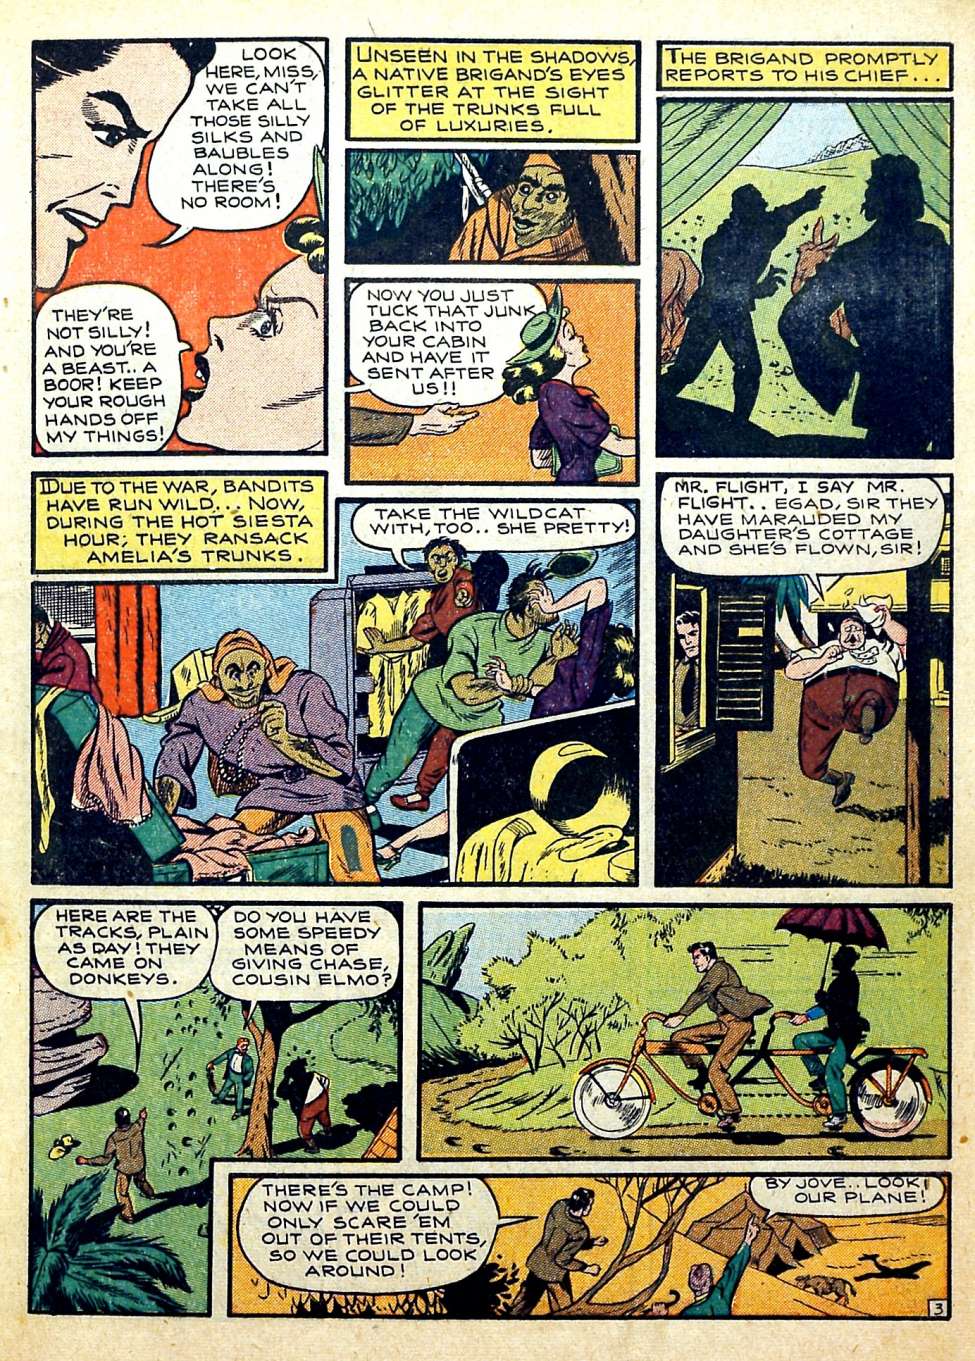 LOOK
HERE, MISS,
WE CAN'T
TAKE ALL
THOSE SILLY
SILKS AND
BAUBLES
ALONG!
THERE'S
NO ROOM!
THEY'RE
NOT SILLY!
AND YOU'RE
A BEAST.. A
BOOR! KEEP
YOUR ROUGH
HANDS OFF
MY THINGS!
UNSEEN IN THE SHADOWS,
A NATIVE BRIGAND'S EYES
GLITTER AT THE SIGHT
OF THE TRUNKS FULL
OF LUXURIES.
NOW YOU JUST
TUCK THAT JUNK
BACK INTO
YOUR CABIN
AND HAVE IT
SENT AFTER
US!!
THE BRIGAND PROMPTLY
REPORTS TO HIS CHIEF...
DUE TO THE WAR, BANDITS
HAVE RUN WILD... NOW,
DURING THE HOT SIESTA
HOUR; THEY RANSACK
AMELIA'S TRUNKS.
TAKE THE WILDCAT
WITH, TOO.. SHE PRETTY!
MR. FLIGHT, I SAY MR.
FLIGHT.. EGAD, SIR THEY
HAVE MARAUDED MY
DAUGHTER'S COTTAGE
AND SHE'S FLOWN, SIR!
HERE ARE THE
TRACKS, PLAIN
AS DAY! THEY
CAME ON
DONKEYS.
DO YOU HAVE
SOME SPEEDY
MEANS OF
GIVING CHASE,
COUSIN ELMO?
THERE'S THE CAMP!
NOW IF WE COULD
ONLY SCARE 'EM
OUT OF THEIR TENTS,
SO WE COULD LOOK
AROUND!
BY JOVE.. LOOK!
OUR PLANE!
3